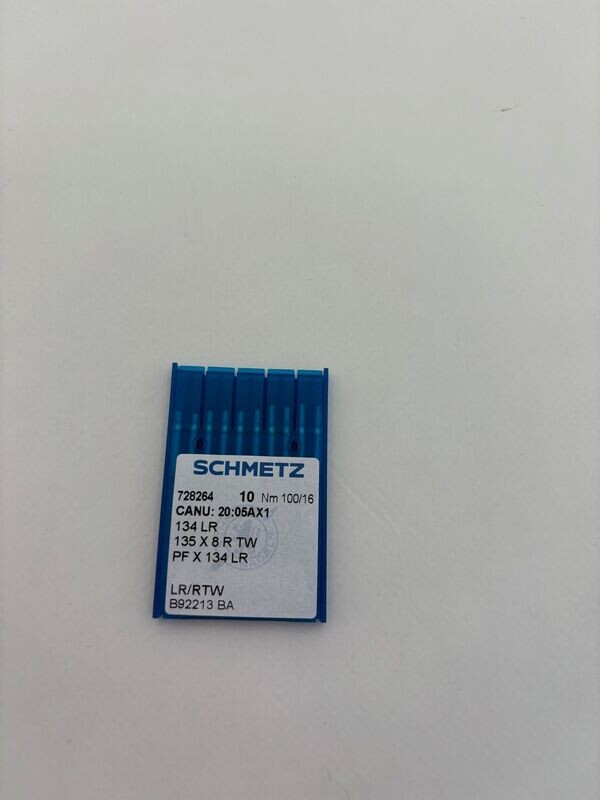 SCHMETZ
728264 10 Nm 100/16
CANU: 20:05AX1
134 LR
135 X 8 R TW
PF X 134 LR
LR/RTW
B92213 BA